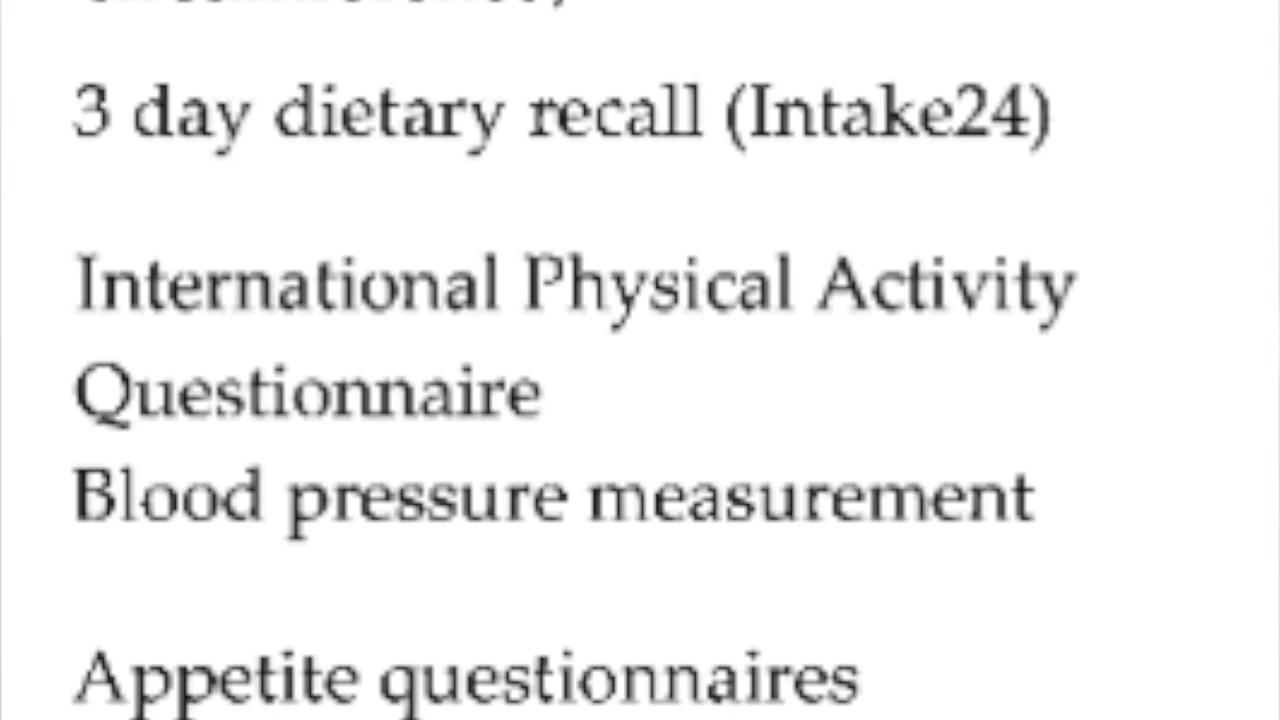 3 day dietary recall (Intake24)
International Physical Activity
Questionnaire
Blood pressure measurement
Appetite questionnaires